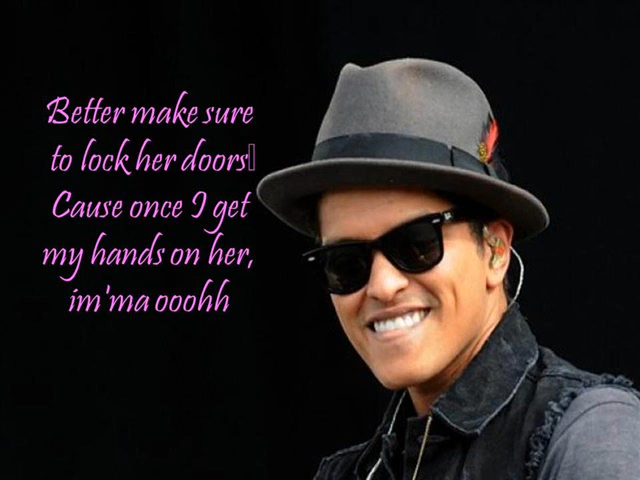 Better make sure
to lock her doors
Cause once I get
my hands on her,
im'ma ooohh